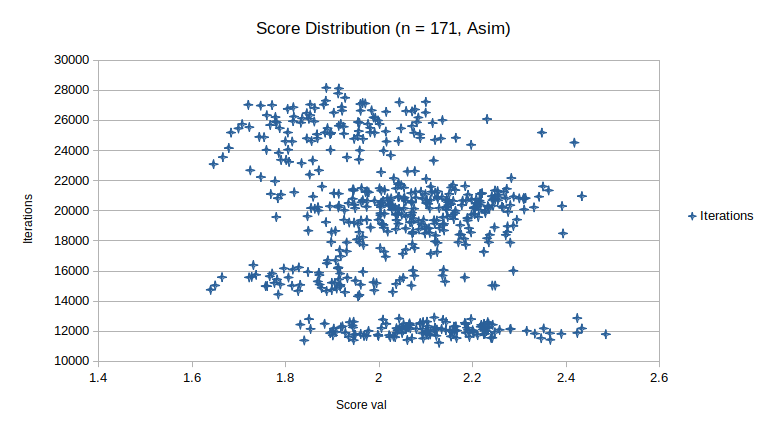 Score Distribution (n = 171, Asim)
30000
28000
26000
24000
22000
20000
18000
16000
14000
12000
10000
Iterations
1.4 1.6 1.8 2 2.2 2.4 2.6
Score val
Iterations